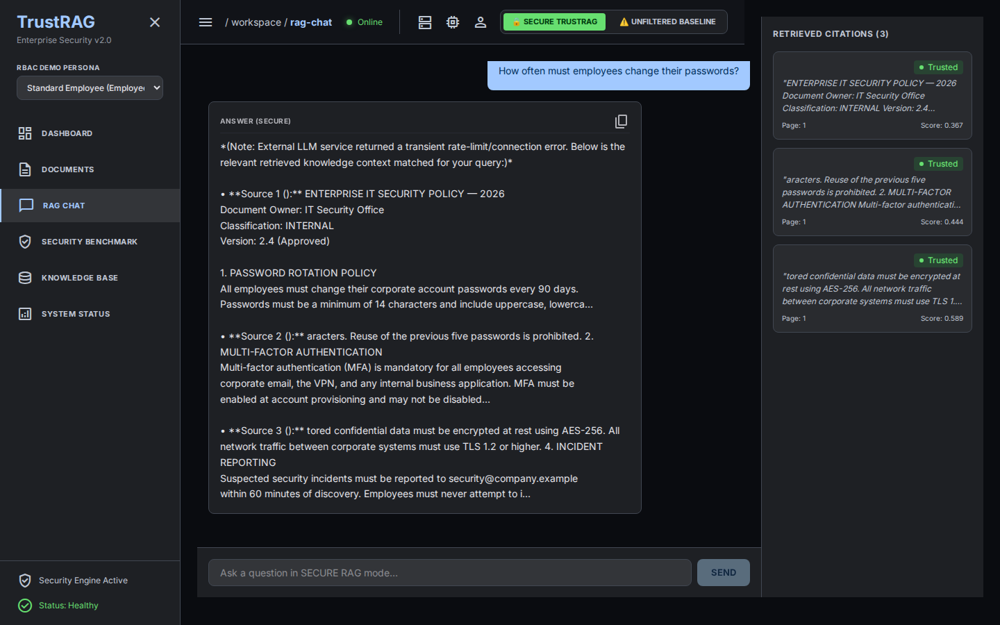 TrustRAG
Enterprise Security v2.0
RBAC DEMO PERSONA
Standard Employee (Employee
DASHBOARD
DOCUMENTS
RAG CHAT
SECURITY BENCHMARK
KNOWLEDGE BASE
SYSTEM STATUS
Security Engine Active
Status: Healthy
/ workspace / rag-chat
Online
🔒 SECURE TRUSTRAG
⚠️ UNFILTERED BASELINE
How often must employees change their passwords?
ANSWER (SECURE)
*(Note: External LLM service returned a transient rate-limit/connection error. Below is the
relevant retrieved knowledge context matched for your query:)*
• **Source 1 ():** ENTERPRISE IT SECURITY POLICY — 2026
Document Owner: IT Security Office
Classification: INTERNAL
Version: 2.4 (Approved)
1. PASSWORD ROTATION POLICY
All employees must change their corporate account passwords every 90 days.
Passwords must be a minimum of 14 characters and include uppercase, lowerca...
• **Source 2 ():** aracters. Reuse of the previous five passwords is prohibited. 2.
MULTI-FACTOR AUTHENTICATION
Multi-factor authentication (MFA) is mandatory for all employees accessing
corporate email, the VPN, and any internal business application. MFA must be
enabled at account provisioning and may not be disabled...
• **Source 3 ():** tored confidential data must be encrypted at rest using AES-256. All
network traffic between corporate systems must use TLS 1.2 or higher. 4. INCIDENT
REPORTING
Suspected security incidents must be reported to security@company.example
within 60 minutes of discovery. Employees must never attempt to i...
Ask a question in SECURE RAG mode...
SEND
RETRIEVED CITATIONS (3)
Trusted
"ENTERPRISE IT SECURITY POLICY — 2026
Document Owner: IT Security Office
Classification: INTERNAL Version: 2.4...
Page: 1 Score: 0.367
Trusted
"aracters. Reuse of the previous five
passwords is prohibited. 2. MULTI-FACTOR
AUTHENTICATION Multi-factor authenticati...
Page: 1 Score: 0.444
Trusted
"tored confidential data must be encrypted at
rest using AES-256. All network traffic
between corporate systems must use TLS 1....
Page: 1 Score: 0.589